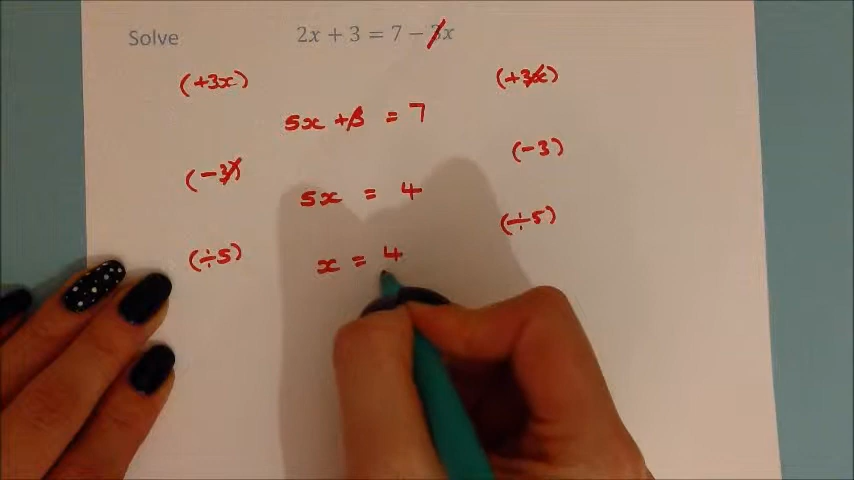 Solve 2x + 3 = 7 − 3x
(+3x) (+3x)
5x + 3 = 7
(−3) (−3)
5x = 4
(÷5) (÷5)
x = 4